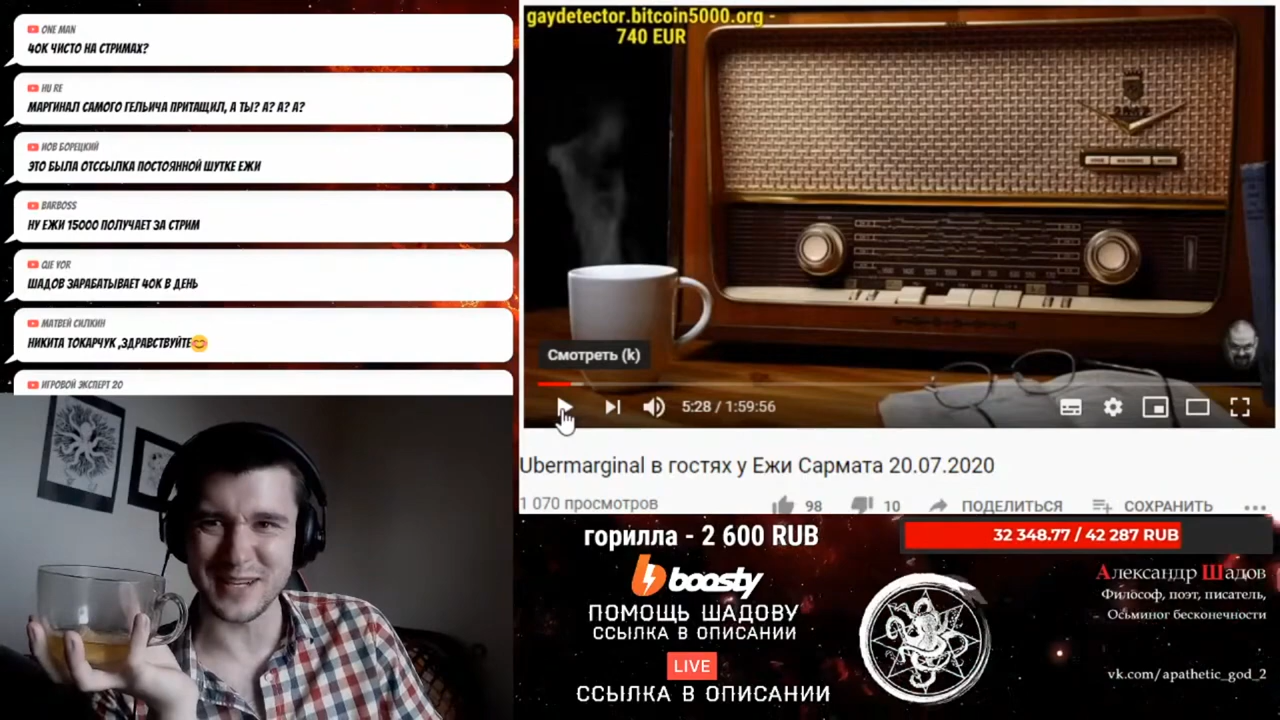 ONE MAN
40К ЧИСТО НА СТРИМАХ?
HU RE
МАРГИНАЛ САМОГО ГЕЛЬИЧА ПРИТАЩИЛ, А ТЫ? А? А? А?
ИОВ БОРЕЦКИЙ
ЭТО БЫЛА ОТССЫЛКА ПОСТОЯННОЙ ШУТКЕ ЕЖИ
BARBOSS
НУ ЕЖИ 15000 ПОЛУЧАЕТ ЗА СТРИМ
QJE YOR
ШАДОВ ЗАРАБАТЫВАЕТ 40К В ДЕНЬ
МАТВЕЙ СИЛКИН
НИКИТА ТОКАРЧУК ,ЗДРАВСТВУЙТЕ😊
ИГРОВОЙ ЭКСПЕРТ 20
gaydetector.bitcoin5000.org -
740 EUR
Смотреть (k)
5:28 / 1:59:56
Ubermarginal в гостях у Ежи Сармата 20.07.2020
1 070 просмотров
98
10
ПОДЕЛИТЬСЯ
СОХРАНИТЬ
горилла - 2 600 RUB
boosty
ПОМОЩЬ ШАДОВУ
ССЫЛКА В ОПИСАНИИ
LIVE
ССЫЛКА В ОПИСАНИИ
32 348.77 / 42 287 RUB
Александр Шадов
Философ, поэт, писатель,
Осьминог бесконечности
vk.com/apathetic_god_2